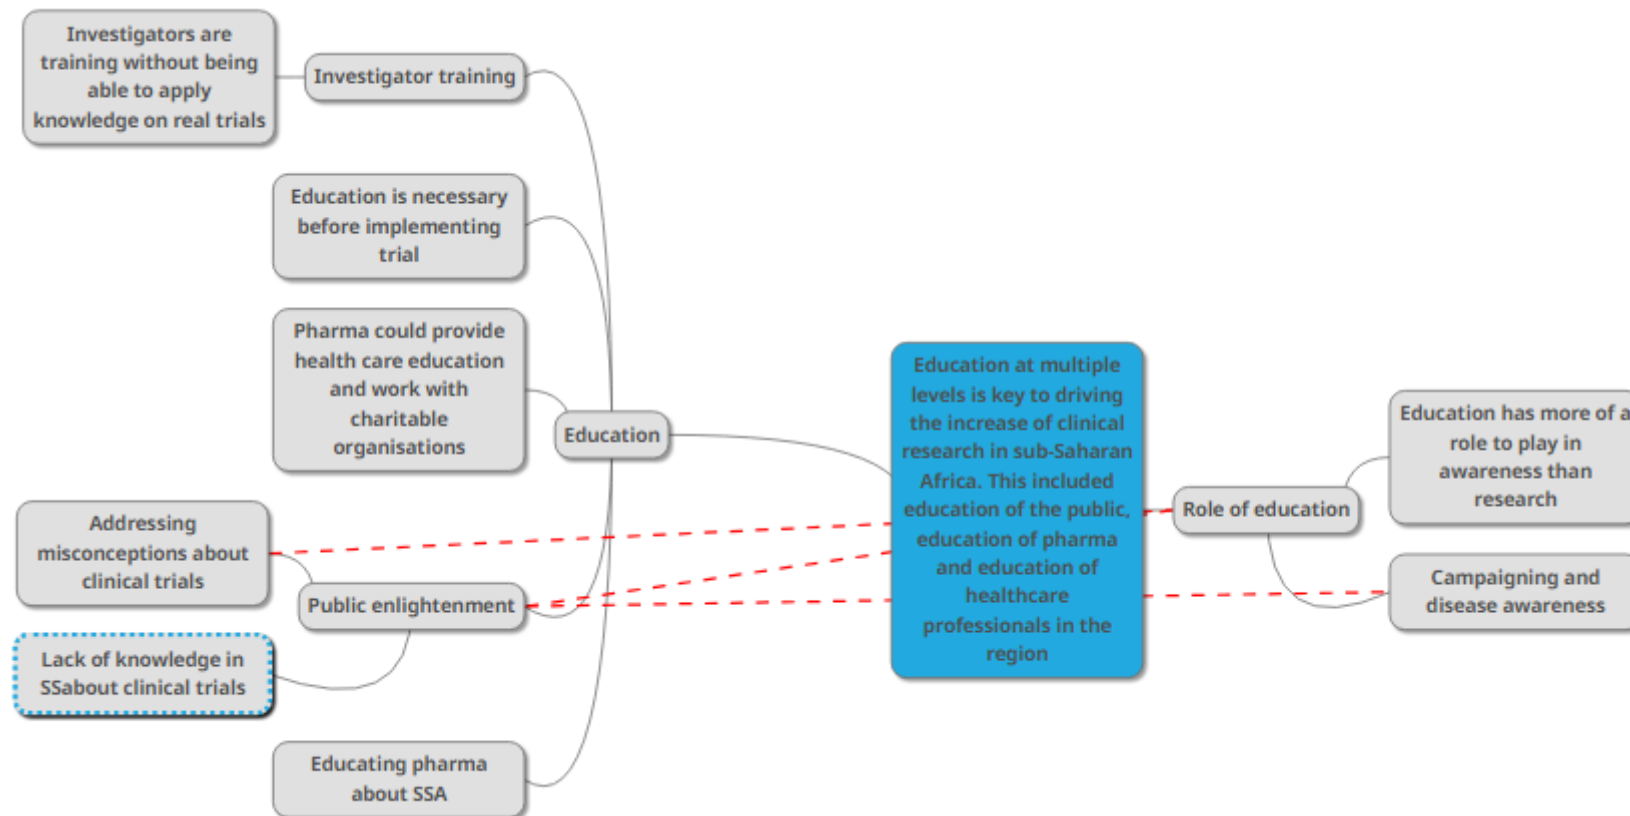 Investigators are
training without being
able to apply
knowledge on real trials
Investigator training
Education is necessary
before implementing
trial
Pharma could provide
health care education
and work with
charitable
organisations
Education
Addressing
misconceptions about
clinical trials
Public enlightenment
Lack of knowledge in
SSabout clinical trials
Educating pharma
about SSA
Education at multiple
levels is key to driving
the increase of clinical
research in sub-Saharan
Africa. This included
education of the public,
education of pharma
and education of
healthcare
professionals in the
region
Role of education
Education has more of a
role to play in
awareness than
research
Campaigning and
disease awareness